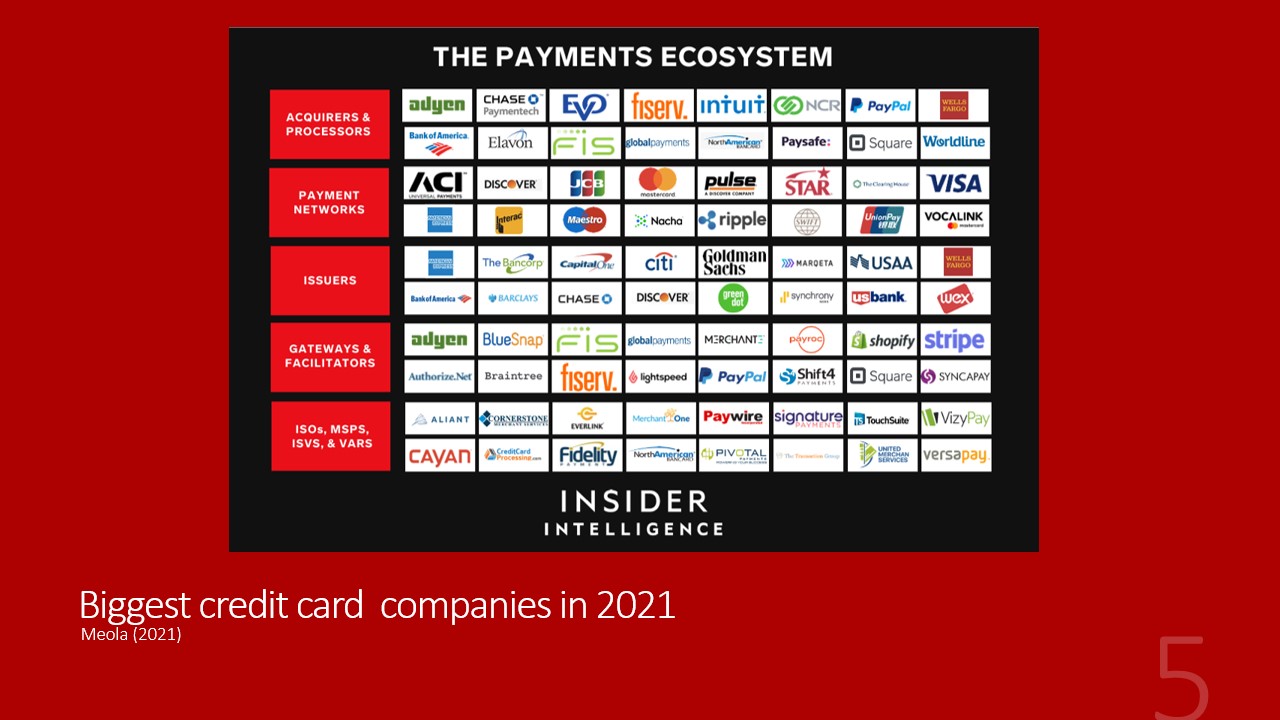 THE PAYMENTS ECOSYSTEM
ACQUIRERS &
PROCESSORS
adyen CHASE Paymentech EVO fiserv. intuit NCR PayPal WELLS FARGO
Bank of America Elavon FIS globalpayments NorthAmerican BANCARD Paysafe: Square Worldline
PAYMENT
NETWORKS
ACI UNIVERSAL PAYMENTS DISCOVER JCB mastercard pulse A DISCOVER COMPANY STAR The Clearing House VISA
AMERICAN EXPRESS Interac Maestro Nacha ripple SWIFT UnionPay 银联 VOCALINK mastercard
ISSUERS
AMERICAN EXPRESS The Bancorp Capital One citi Goldman Sachs MARQETA USAA WELLS FARGO
Bank of America BARCLAYS CHASE DISCOVER green dot synchrony usbank wex
GATEWAYS &
FACILITATORS
adyen BlueSnap FIS globalpayments MERCHANTE payroc shopify stripe
Authorize.Net Braintree fiserv. lightspeed PayPal Shift4 PAYMENTS Square SYNCAPAY
ISOs, MSPS,
ISVS, & VARS
ALIANT CORNERSTONE MERCHANT SERVICES EVERLINK Merchant One Paywire signature PAYMENTS TS TouchSuite VizyPay
CAYAN CreditCard Processing.com Fidelity PAYMENT NorthAmerican BANCARD PIVOTAL PAYMENTS The Transaction Group UNITED MERCHANT SERVICES versapay
INSIDER
INTELLIGENCE
Biggest credit card  companies in 2021
Meola (2021)
5